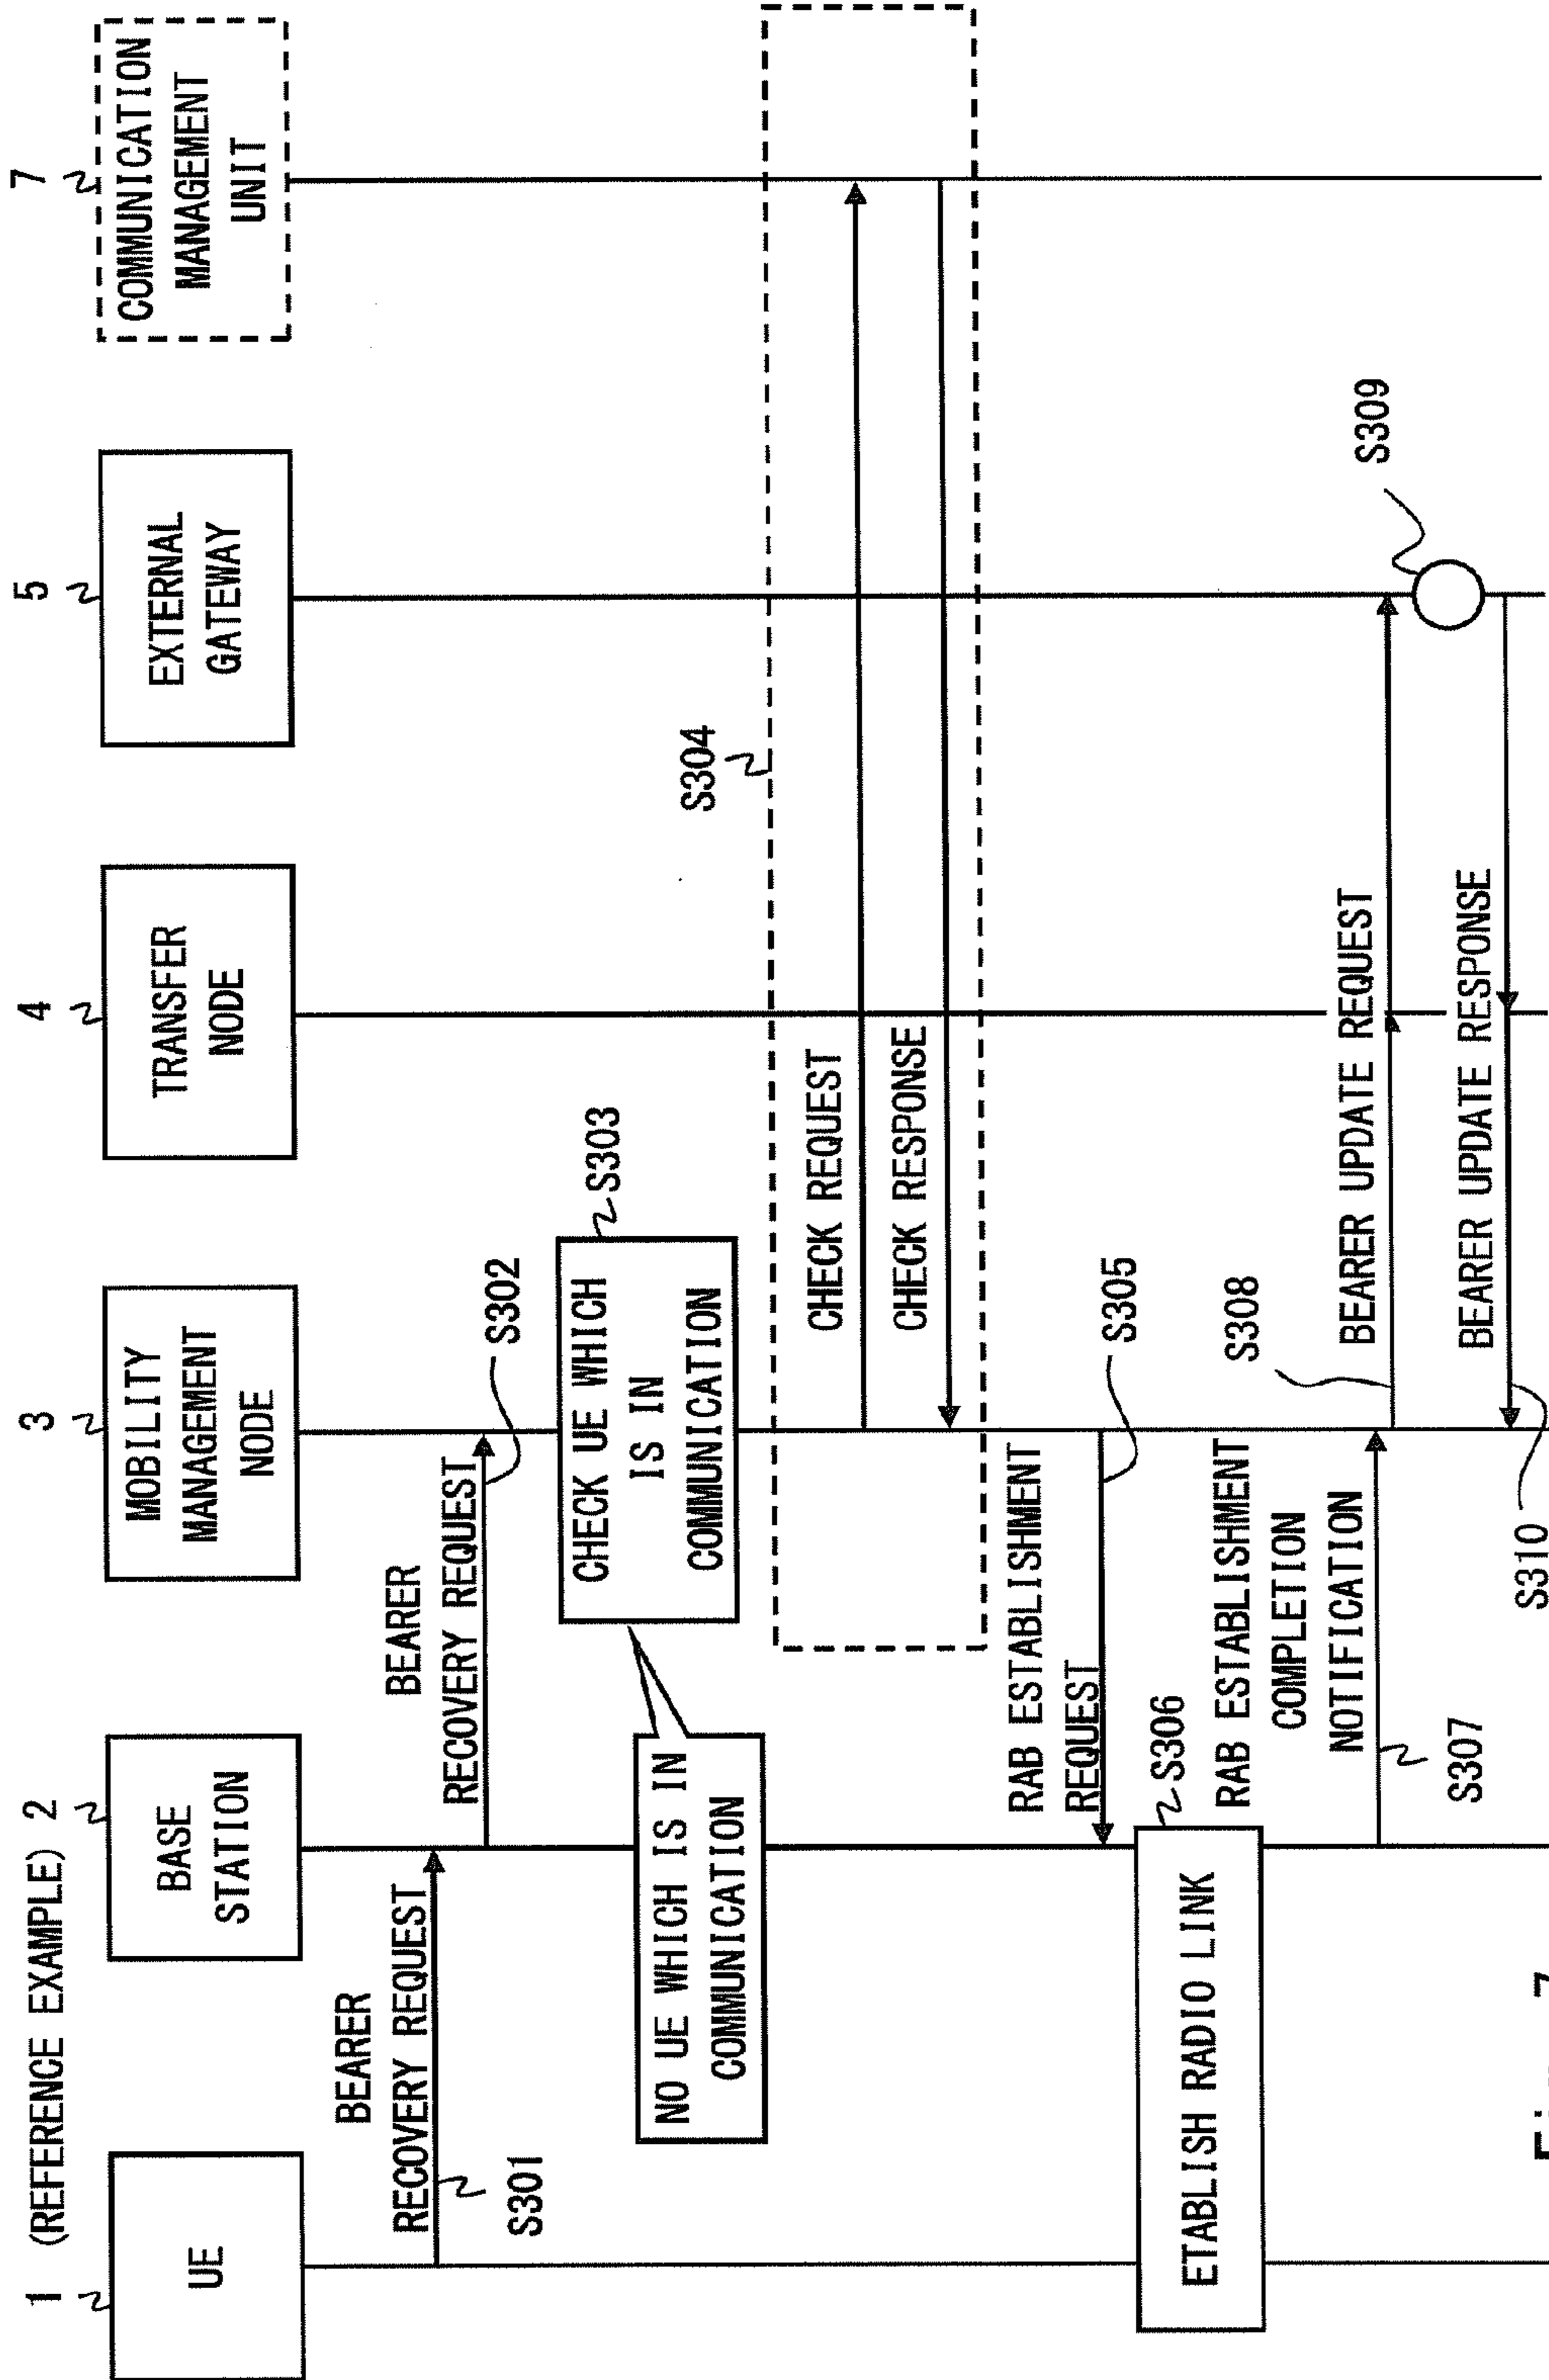 1 (REFERENCE EXAMPLE) 2
3
4
5
7
UE
BASE
STATION
MOBILITY
MANAGEMENT
NODE
TRANSFER
NODE
EXTERNAL
GATEWAY
COMMUNICATION
MANAGEMENT
UNIT
BEARER
RECOVERY REQUEST
S301
BEARER
RECOVERY REQUEST
S302
CHECK UE WHICH
IS IN
COMMUNICATION
S303
NO UE WHICH IS IN
COMMUNICATION
S304
CHECK REQUEST
CHECK RESPONSE
RAB ESTABLISHMENT
REQUEST
S305
ETABLISH RADIO LINK
S306
RAB ESTABLISHMENT
COMPLETION
NOTIFICATION
S307
S308
BEARER UPDATE REQUEST
S309
BEARER UPDATE RESPONSE
S310